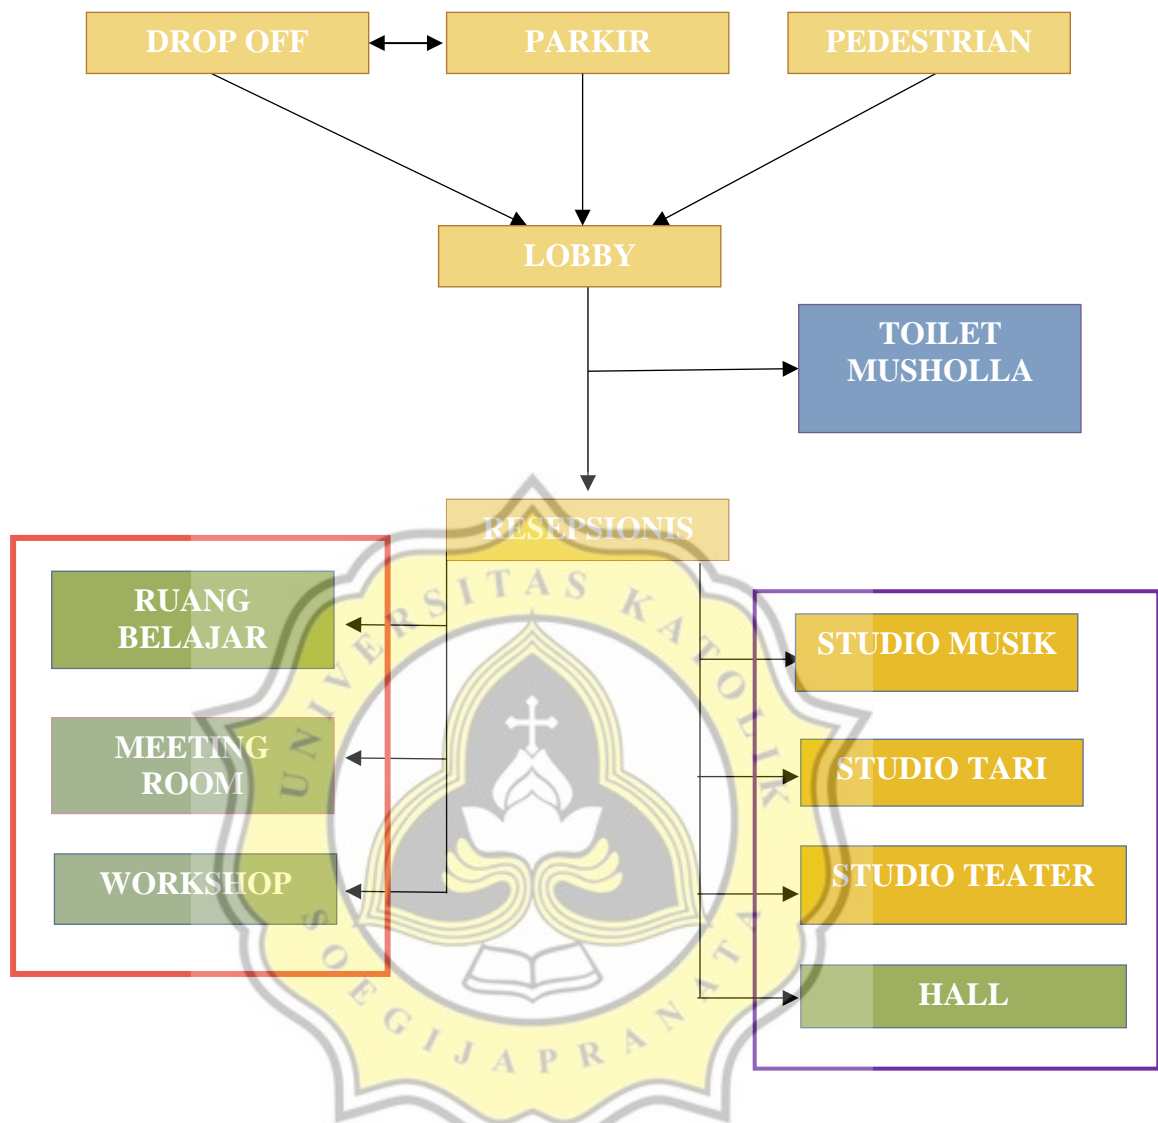 DROP OFF
PARKIR
PEDESTRIAN
LOBBY
TOILET
MUSHOLLA
RESEPSIONIS
RUANG
BELAJAR
MEETING
ROOM
WORKSHOP
STUDIO MUSIK
STUDIO TARI
STUDIO TEATER
HALL
UNIVERSITAS KATOLIK
SOEGIJAPRANATA